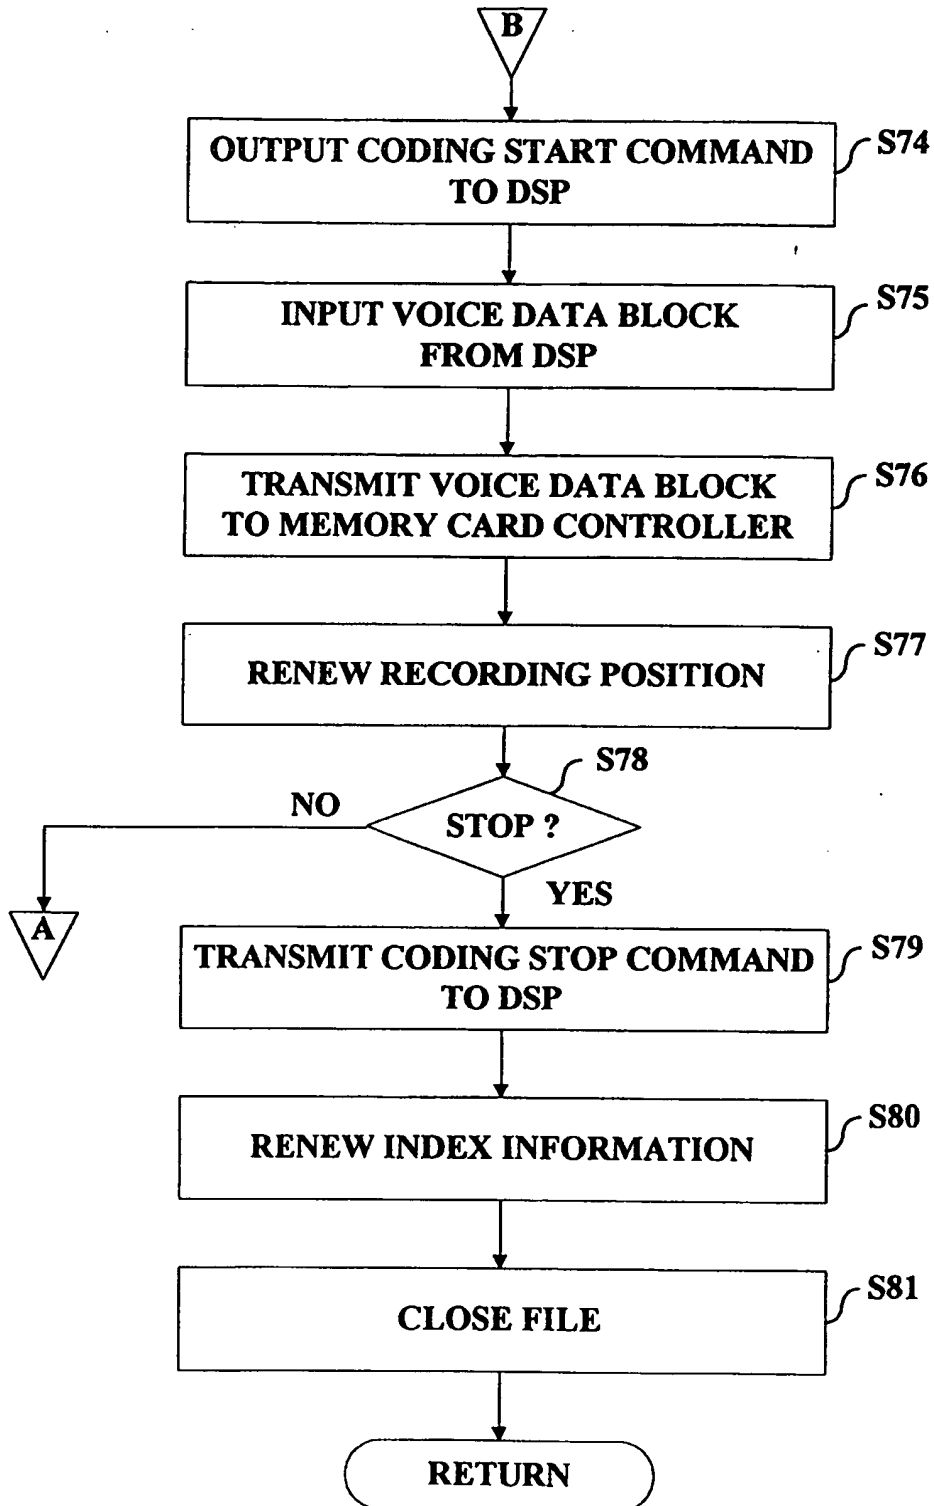 B
OUTPUT CODING START COMMAND
TO DSP
S74
INPUT VOICE DATA BLOCK
FROM DSP
S75
TRANSMIT VOICE DATA BLOCK
TO MEMORY CARD CONTROLLER
S76
RENEW RECORDING POSITION
S77
S78
NO
STOP ?
YES
A
TRANSMIT CODING STOP COMMAND
TO DSP
S79
RENEW INDEX INFORMATION
S80
CLOSE FILE
S81
RETURN